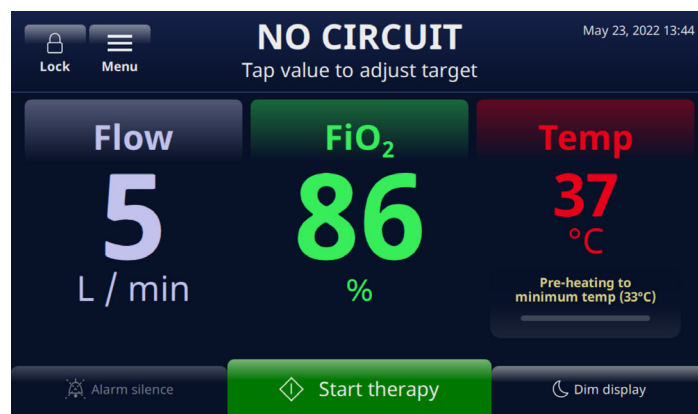 NO CIRCUIT
May 23, 2022 13:44
Lock
Menu
Tap value to adjust target
Flow
5
L / min
FiO₂
86
%
Temp
37
°C
Pre-heating to
minimum temp (33°C)
Alarm silence
Start therapy
Dim display